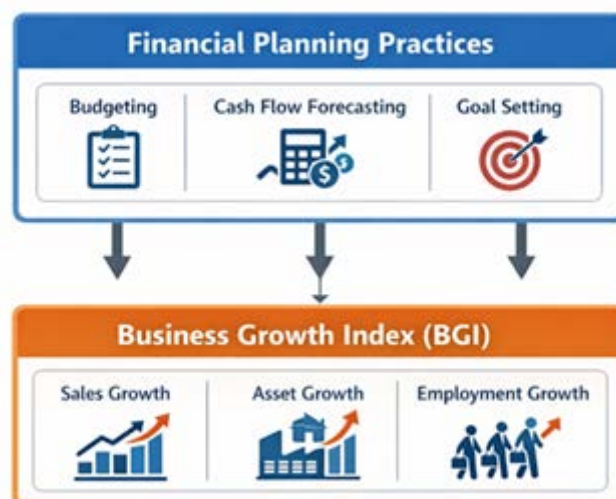 Financial Planning Practices
Budgeting
Cash Flow Forecasting
Goal Setting
$
$
Business Growth Index (BGI)
Sales Growth
Asset Growth
Employment Growth